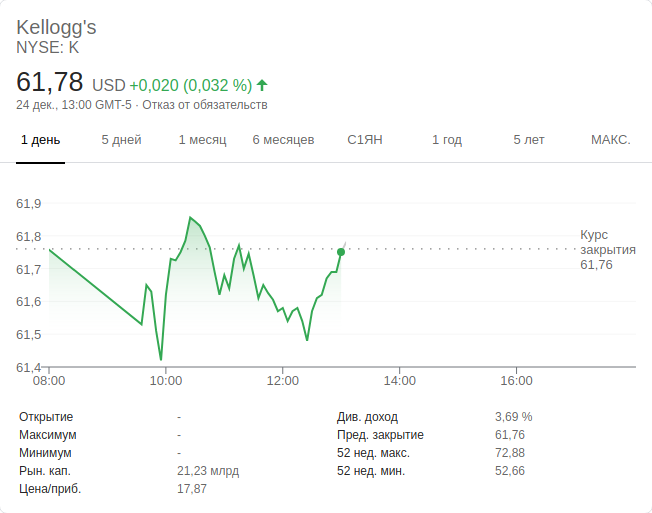 Kellogg's
NYSE: K
61,78 USD +0,020 (0,032 %)
24 дек., 13:00 GMT-5 · Отказ от обязательств
1 день 5 дней 1 месяц 6 месяцев С1ЯН 1 год 5 лет МАКС.
61,9
61,8
61,7
61,6
61,5
61,4
Курс
закрытия
61,76
08:00 10:00 12:00 14:00 16:00
Открытие - Див. доход 3,69 %
Максимум - Пред. закрытие 61,76
Минимум - 52 нед. макс. 72,88
Рын. кап. 21,23 млрд 52 нед. мин. 52,66
Цена/приб. 17,87